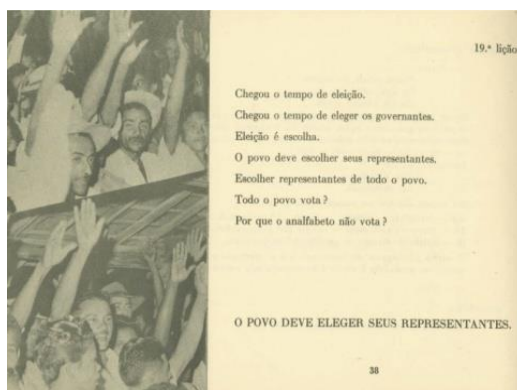 19.ª lição
Chegou o tempo de eleição.
Chegou o tempo de eleger os governantes.
Eleição é escolha.
O povo deve escolher seus representantes.
Escolher representantes de todo o povo.
Todo o povo vota?
Por que o analfabeto não vota?
O POVO DEVE ELEGER SEUS REPRESENTANTES.
38